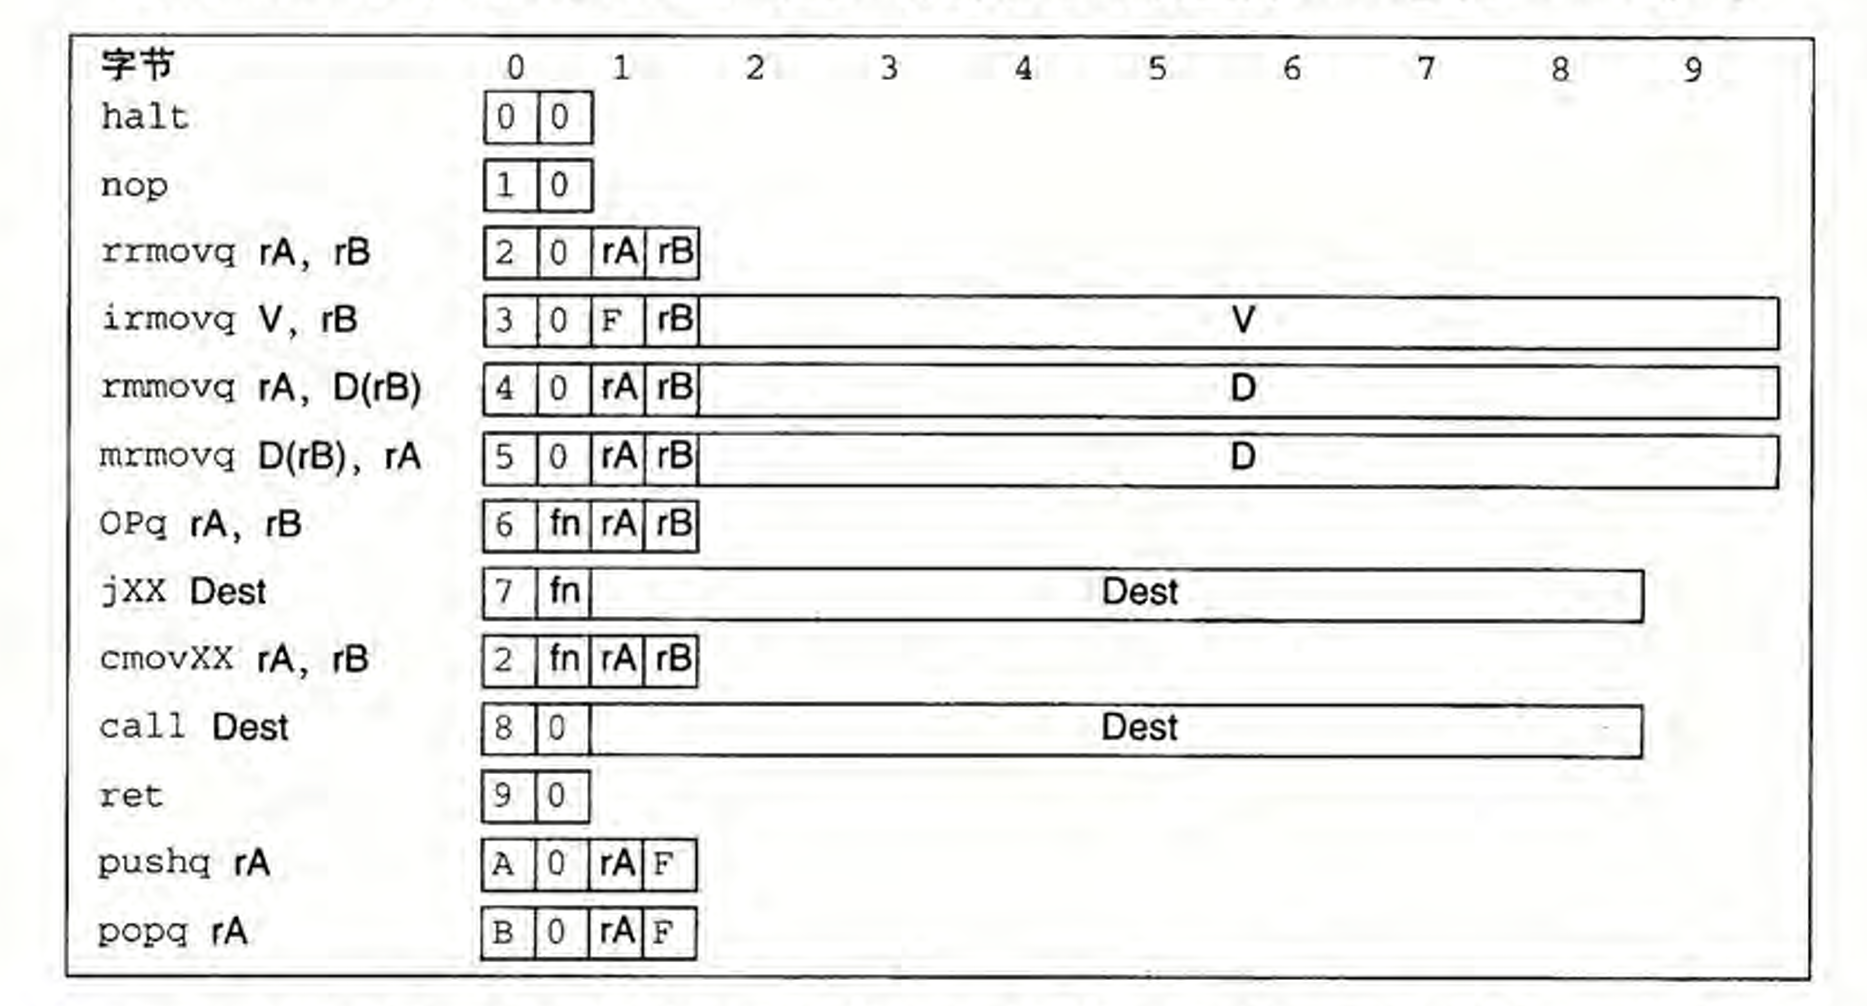 字节 0 1 2 3 4 5 6 7 8 9
halt 0 0
nop 1 0
rrmovq rA, rB 2 0 rA rB
irmovq V, rB 3 0 F rB V
rmmovq rA, D(rB) 4 0 rA rB D
mrmovq D(rB), rA 5 0 rA rB D
OPq rA, rB 6 fn rA rB
jXX Dest 7 fn Dest
cmovXX rA, rB 2 fn rA rB
call Dest 8 0 Dest
ret 9 0
pushq rA A 0 rA F
popq rA B 0 rA F